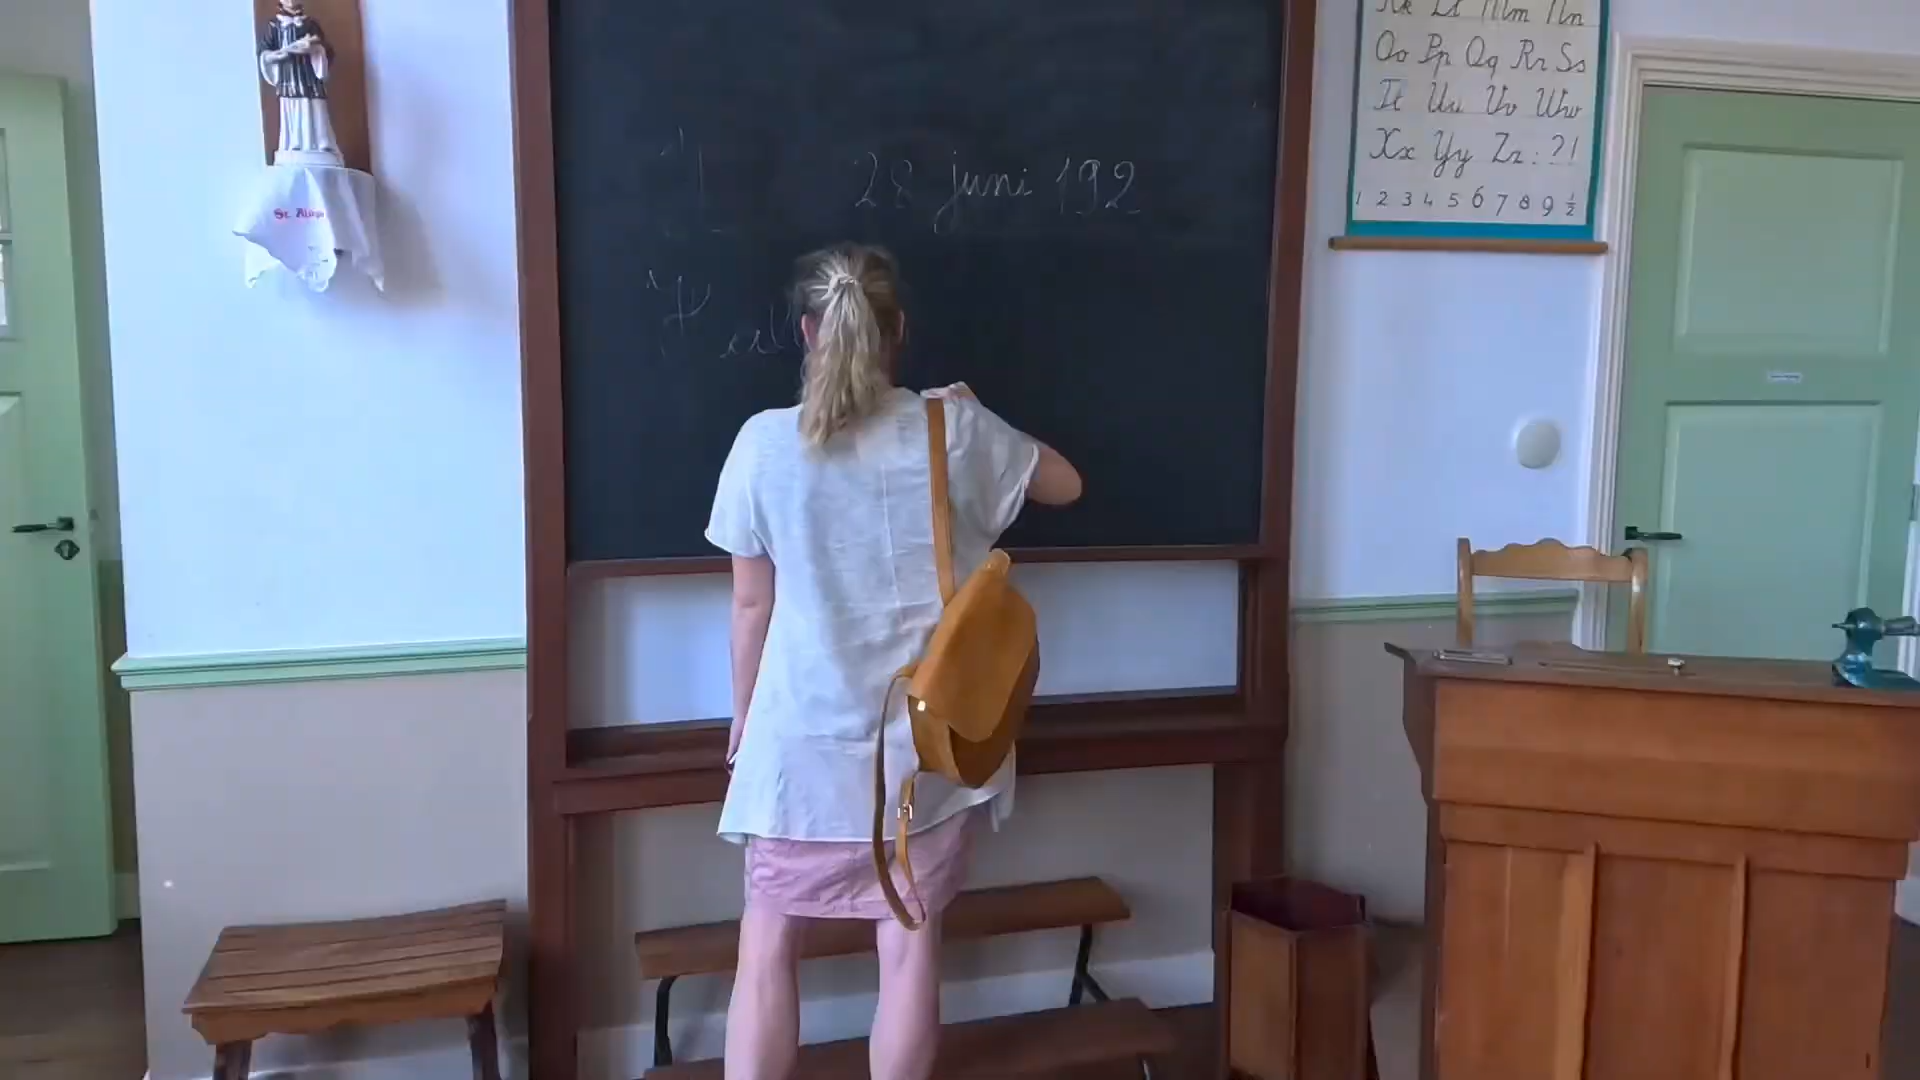 St. Aloys
28 juni 192
Kk Ll Mm Nn
Oo Pp Qq Rr Ss
Tt Uu Vv Ww
Xx Yy Zz : ?!
1 2 3 4 5 6 7 8 9 ½